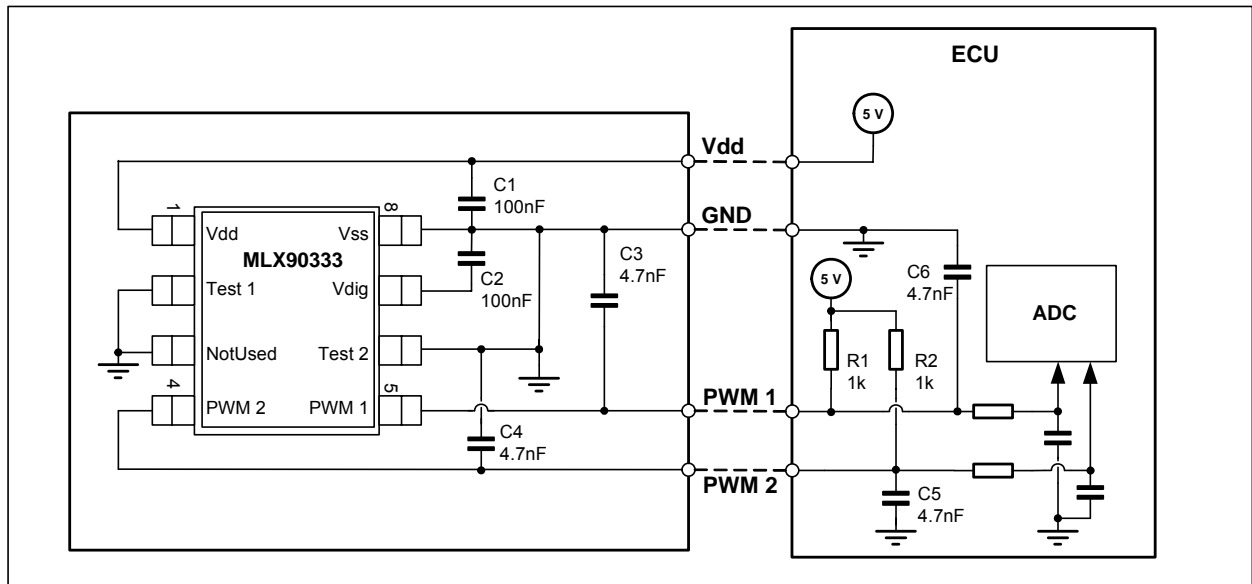 ECU
5 V
Vdd
C1
100nF
GND
1
8
Vdd
Vss
MLX90333
C3
4.7nF
C6
4.7nF
C2
100nF
5 V
Test 1
Vdig
ADC
NotUsed
Test 2
R1
1k
R2
1k
4
5
PWM 2
PWM 1
PWM 1
C4
4.7nF
PWM 2
C5
4.7nF